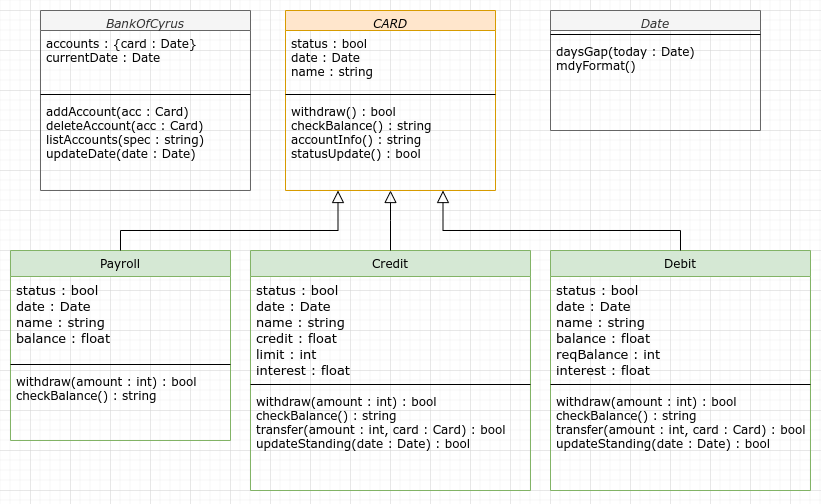 BankOfCyrus
accounts : {card : Date}
currentDate : Date
addAccount(acc : Card)
deleteAccount(acc : Card)
listAccounts(spec : string)
updateDate(date : Date)
CARD
status : bool
date : Date
name : string
withdraw() : bool
checkBalance() : string
accountInfo() : string
statusUpdate() : bool
Date
daysGap(today : Date)
mdyFormat()
Payroll
status : bool
date : Date
name : string
balance : float
withdraw(amount : int) : bool
checkBalance() : string
Credit
status : bool
date : Date
name : string
credit : float
limit : int
interest : float
withdraw(amount : int) : bool
checkBalance() : string
transfer(amount : int, card : Card) : bool
updateStanding(date : Date) : bool
Debit
status : bool
date : Date
name : string
balance : float
reqBalance : int
interest : float
withdraw(amount : int) : bool
checkBalance() : string
transfer(amount : int, card : Card) : bool
updateStanding(date : Date) : bool